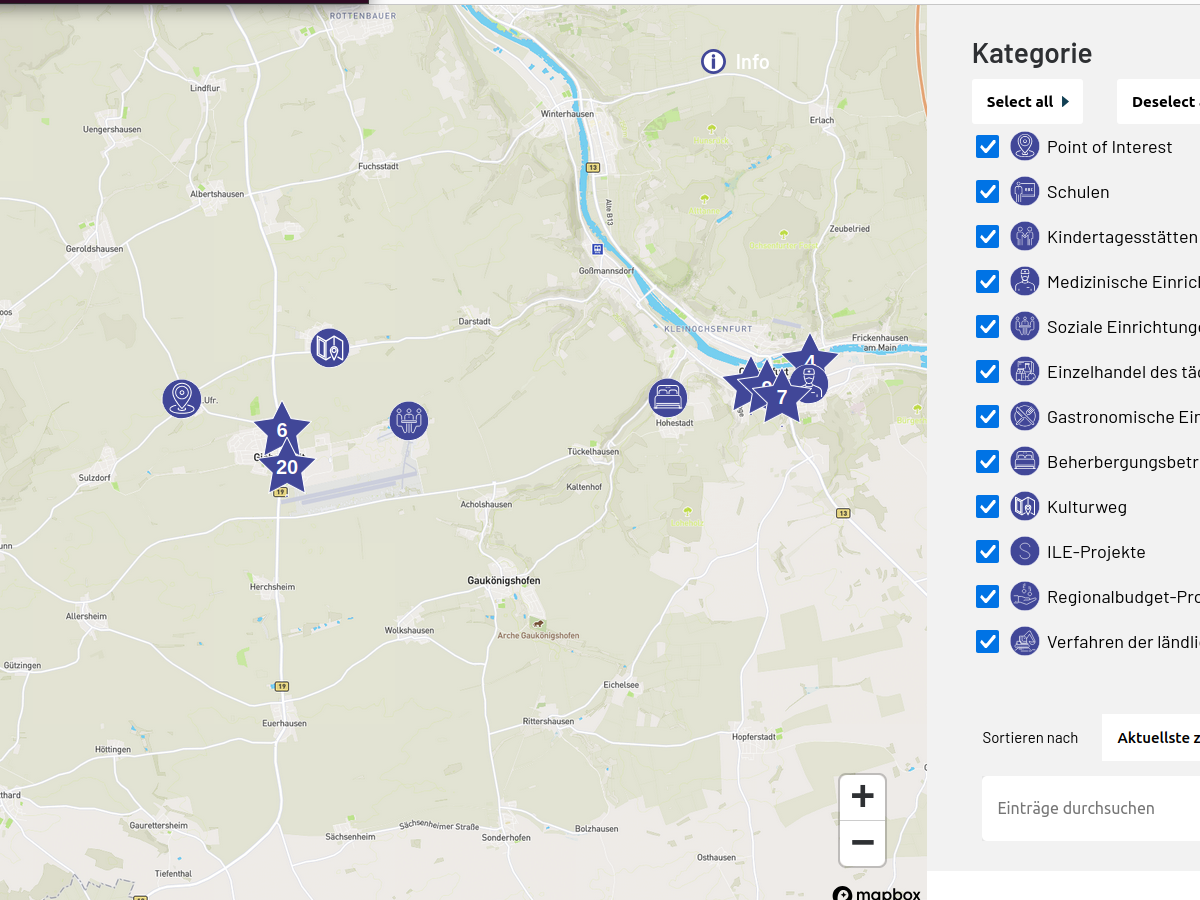 ROTTENBAUER
Lindflur
Uengershausen
Winterhausen
Erlach
Fuchsstadt
13
Albertshausen
Alte B13
Zeubelried
Geroldshausen
Goßmannsdorf
Darstadt
KLEINOCHSENFURT
Frickenhausen
am Main
4
Ufr.
7
6
Hohestadt
20
19
Tückelhausen
Sulzdorf
Kaltenhof
Acholshausen
13
Gaukönigshofen
Herchsheim
Allersheim
Wolkshausen
Arche Gaukönigshofen
Gützingen
19
Eichelsee
Euerhausen
Rittershausen
Hopferstadt
Höttingen
Gaurettersheim
Sächsenheim
Sächsenheimer Straße
Sonderhofen
Bolzhausen
Osthausen
Tiefenthal
mapbox
Info
+
−
Kategorie
Select all
Deselect
Point of Interest
Schulen
Kindertagesstätten
Medizinische Einric
Soziale Einrichtung
Einzelhandel des tä
Gastronomische Ei
Beherbergungsbetr
Kulturweg
ILE-Projekte
Regionalbudget-Pro
Verfahren der ländli
Sortieren nach
Aktuellste z
Einträge durchsuchen